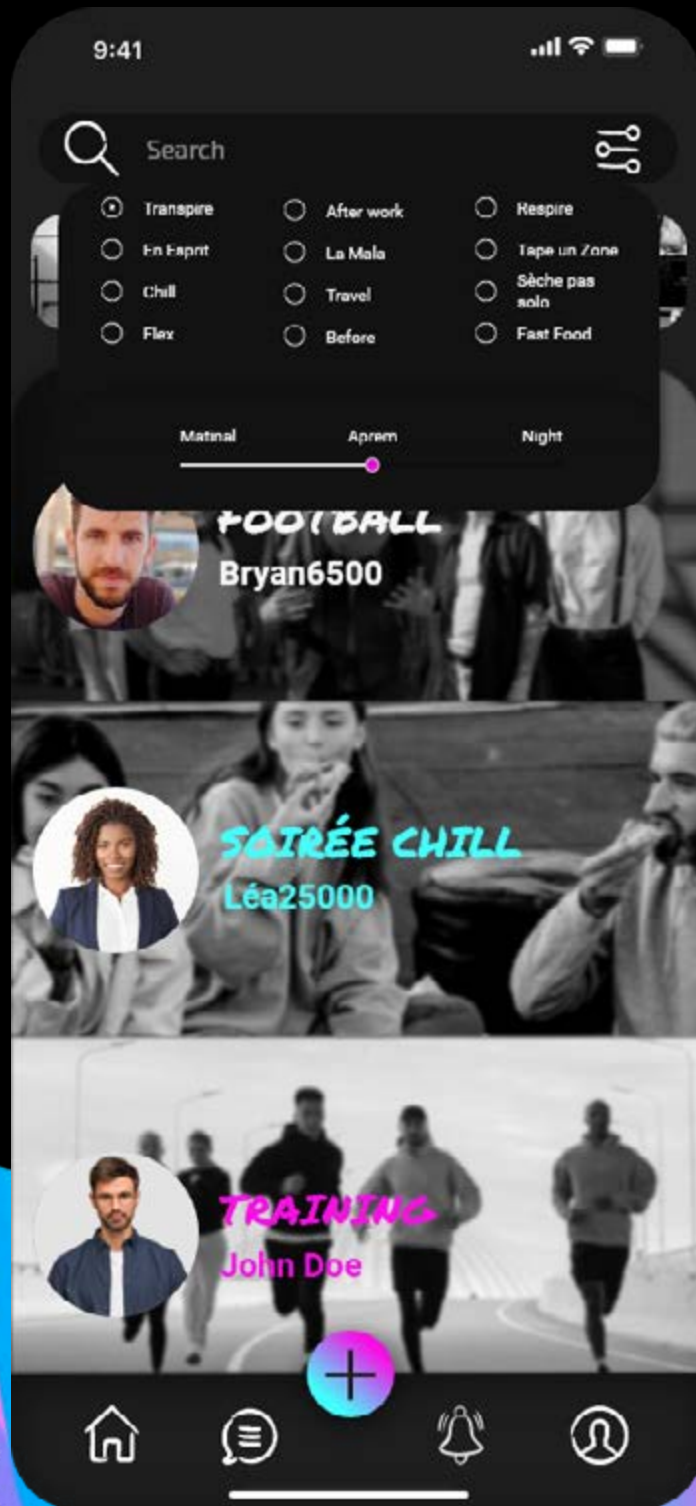 9:41
Search
Transpire
After work
Respire
En Esprit
La Mala
Tape un Zone
Chill
Travel
Sèche pas
solo
Flex
Before
Fast Food
Matinal
Aprem
Night
FOOTBALL
Bryan6500
SOIRÉE CHILL
Léa25000
TRAINING
John Doe